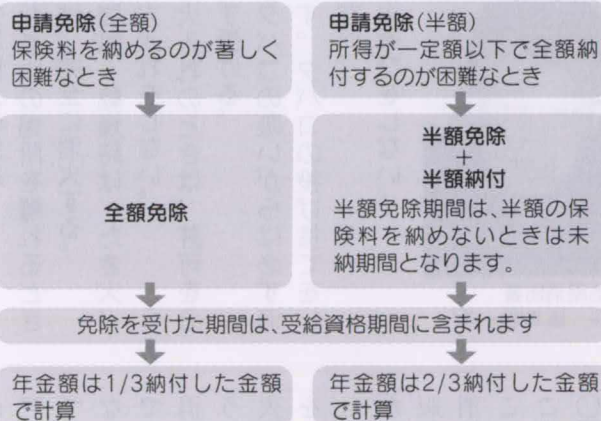 申請免除(全額)
保険料を納めるのが著しく
困難なとき
全額免除
申請免除(半額)
所得が一定額以下で全額納
付するのが困難なとき
半額免除
+
半額納付
半額免除期間は、半額の保
険料を納めないときは未
納期間となります。
免除を受けた期間は、受給資格期間に含まれます
年金額は1/3納付した金額
で計算
年金額は2/3納付した金額
で計算